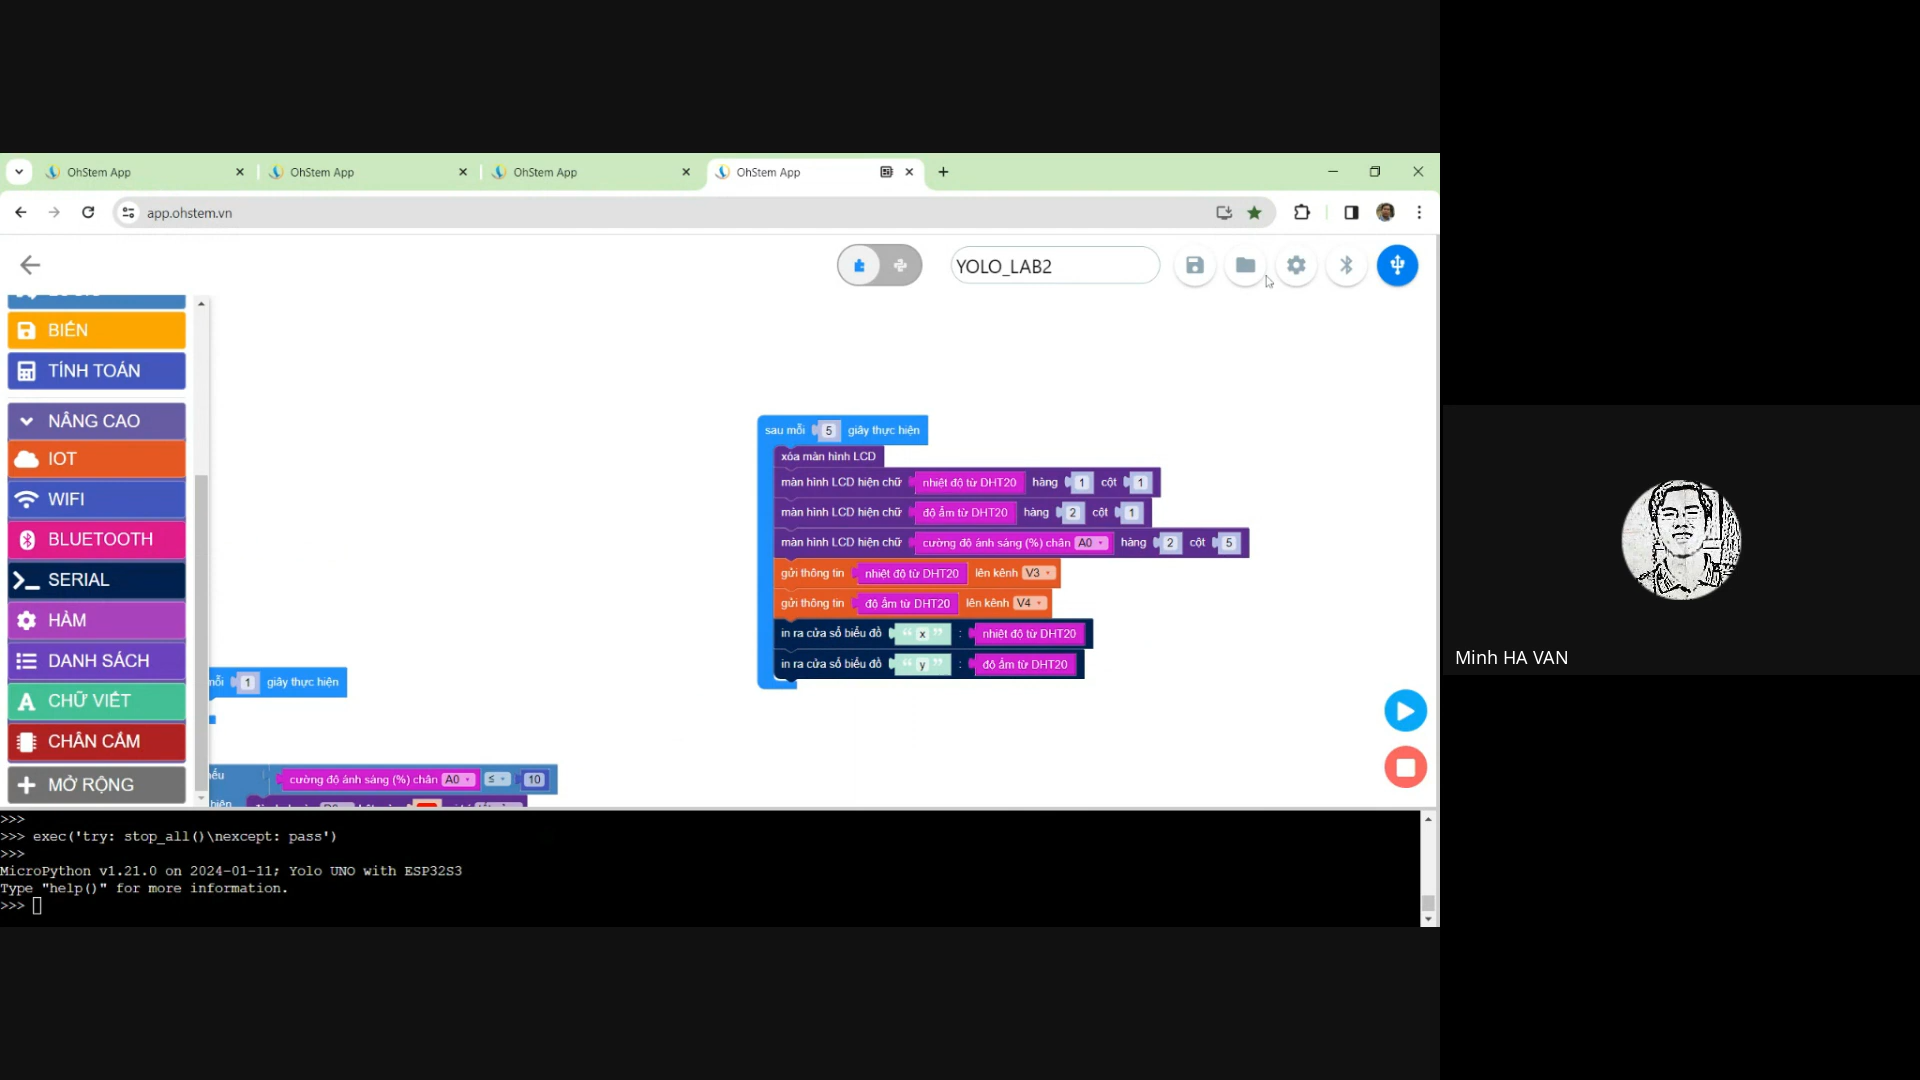 OhStem App
OhStem App
OhStem App
OhStem App
app.ohstem.vn
YOLO_LAB2
BIẾN
TÍNH TOÁN
NÂNG CAO
IOT
WIFI
BLUETOOTH
SERIAL
HÀM
DANH SÁCH
CHỮ VIẾT
CHÂN CẮM
MỞ RỘNG
sau mỗi 5 giây thực hiện
xóa màn hình LCD
màn hình LCD hiện chữ nhiệt độ từ DHT20 hàng 1 cột 1
màn hình LCD hiện chữ độ ẩm từ DHT20 hàng 2 cột 1
màn hình LCD hiện chữ cường độ ánh sáng (%) chân A0 hàng 2 cột 5
gửi thông tin nhiệt độ từ DHT20 lên kênh V3
gửi thông tin độ ẩm từ DHT20 lên kênh V4
in ra cửa sổ biểu đồ “ x ” : nhiệt độ từ DHT20
in ra cửa sổ biểu đồ “ y ” : độ ẩm từ DHT20
mỗi 1 giây thực hiện
cường độ ánh sáng (%) chân A0 ≤ 10
>>>
>>> exec('try: stop_all()\nexcept: pass')
>>>
MicroPython v1.21.0 on 2024-01-11; Yolo UNO with ESP32S3
Type "help()" for more information.
>>>
Minh HA VAN